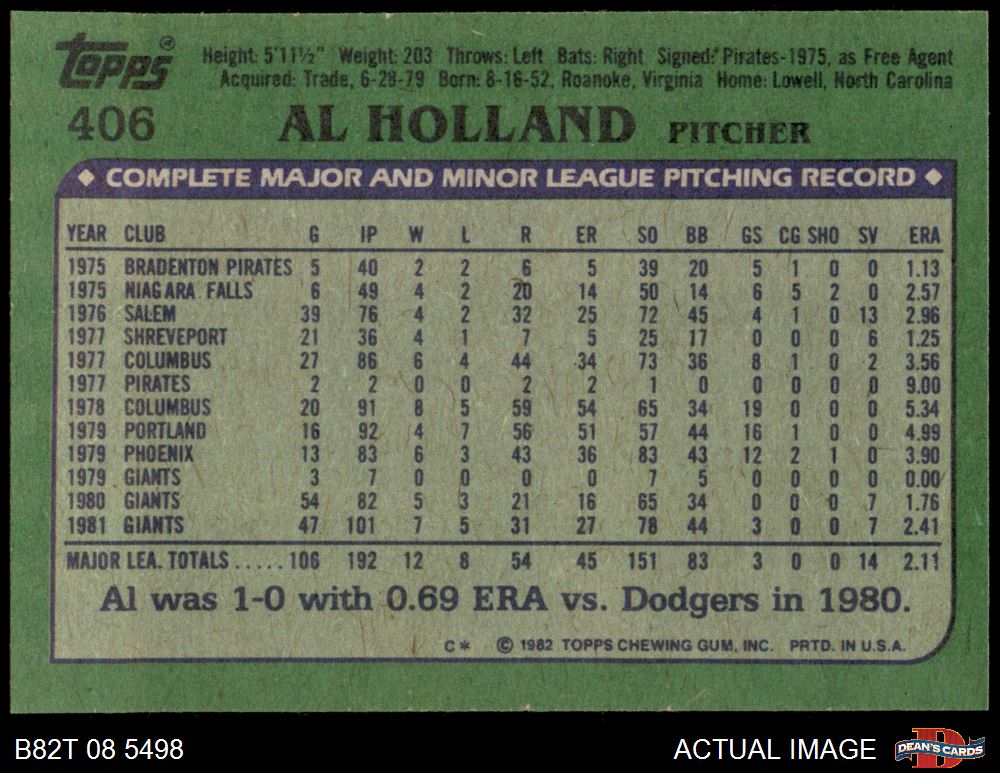 Topps® Height: 5'11½" Weight: 203 Throws: Left Bats: Right Signed: Pirates-1975, as Free Agent
Acquired: Trade, 6-28-79 Born: 8-16-52, Roanoke, Virginia Home: Lowell, North Carolina
406 AL HOLLAND PITCHER
◆ COMPLETE MAJOR AND MINOR LEAGUE PITCHING RECORD ◆
YEAR CLUB G IP W L R ER SO BB GS CG SHO SV ERA
1975 BRADENTON PIRATES 5 40 2 2 6 5 39 20 5 1 0 0 1.13
1975 NIAGARA FALLS 6 49 4 2 20 14 50 14 6 5 2 0 2.57
1976 SALEM 39 76 4 2 32 25 72 45 4 1 0 13 2.96
1977 SHREVEPORT 21 36 4 1 7 5 25 17 0 0 0 6 1.25
1977 COLUMBUS 27 86 6 4 44 34 73 36 8 1 0 2 3.56
1977 PIRATES 2 2 0 0 2 2 1 0 0 0 0 0 9.00
1978 COLUMBUS 20 91 8 5 59 54 65 34 19 0 0 0 5.34
1979 PORTLAND 16 92 4 7 56 51 57 44 16 1 0 0 4.99
1979 PHOENIX 13 83 6 3 43 36 83 43 12 2 1 0 3.90
1979 GIANTS 3 7 0 0 0 0 7 5 0 0 0 0 0.00
1980 GIANTS 54 82 5 3 21 16 65 34 0 0 0 7 1.76
1981 GIANTS 47 101 7 5 31 27 78 44 3 0 0 7 2.41
MAJOR LEA. TOTALS ..... 106 192 12 8 54 45 151 83 3 0 0 14 2.11
Al was 1-0 with 0.69 ERA vs. Dodgers in 1980.
C* © 1982 TOPPS CHEWING GUM, INC. PRTD. IN U.S.A.
B82T 08 5498 ACTUAL IMAGE D DEAN'S CARDS